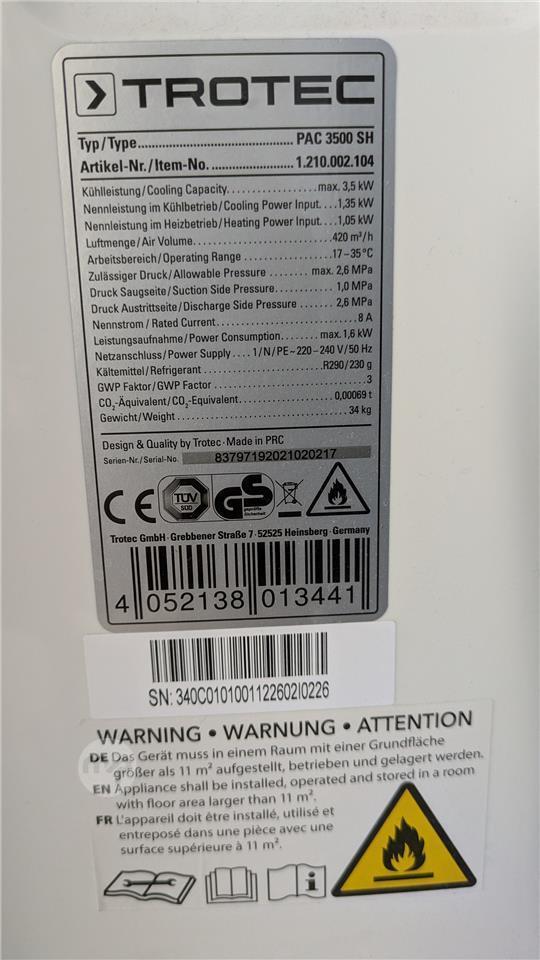 TROTEC
Typ/Type............................................. PAC 3500 SH
Artikel-Nr./Item-No. ........................ 1.210.002.104
Kühlleistung/Cooling Capacity..................... max. 3,5 kW
Nennleistung im Kühlbetrieb/Cooling Power Input....1,35 kW
Nennleistung im Heizbetrieb/Heating Power Input....1,05 kW
Luftmenge/Air Volume..............................420 m³/h
Arbeitsbereich/Operating Range ...................17–35°C
Zulässiger Druck/Allowable Pressure ........ max. 2,6 MPa
Druck Saugseite/Suction Side Pressure............. 1,0 MPa
Druck Austrittseite/Discharge Side Pressure ....... 2,6 MPa
Nennstrom/Rated Current............................. 8 A
Leistungsaufnahme/Power Consumption........ max. 1,6 kW
Netzanschluss/Power Supply .... 1/N/PE~220–240 V/50 Hz
Kältemittel/Refrigerant .........................R290/230 g
GWP Faktor/GWP Factor ............................. 3
CO₂-Äquivalent/CO₂-Equivalent................... 0,00069 t
Gewicht/Weight ................................... 34 kg
Design & Quality by Trotec · Made in PRC
Serien-Nr./Serial-No. 83797192021020217
CE TÜV SÜD GS geprüfte Sicherheit
Trotec GmbH · Grebbener Straße 7 · 52525 Heinsberg · Germany
4 052138 013441
SN: 340C0101001122602I0226
WARNING • WARNUNG • ATTENTION
DE Das Gerät muss in einem Raum mit einer Grundfläche
größer als 11 m² aufgestellt, betrieben und gelagert werden.
EN Appliance shall be installed, operated and stored in a room
with floor area larger than 11 m².
FR L'appareil doit être installé, utilisé et
entreposé dans une pièce avec une
surface supérieure à 11 m².